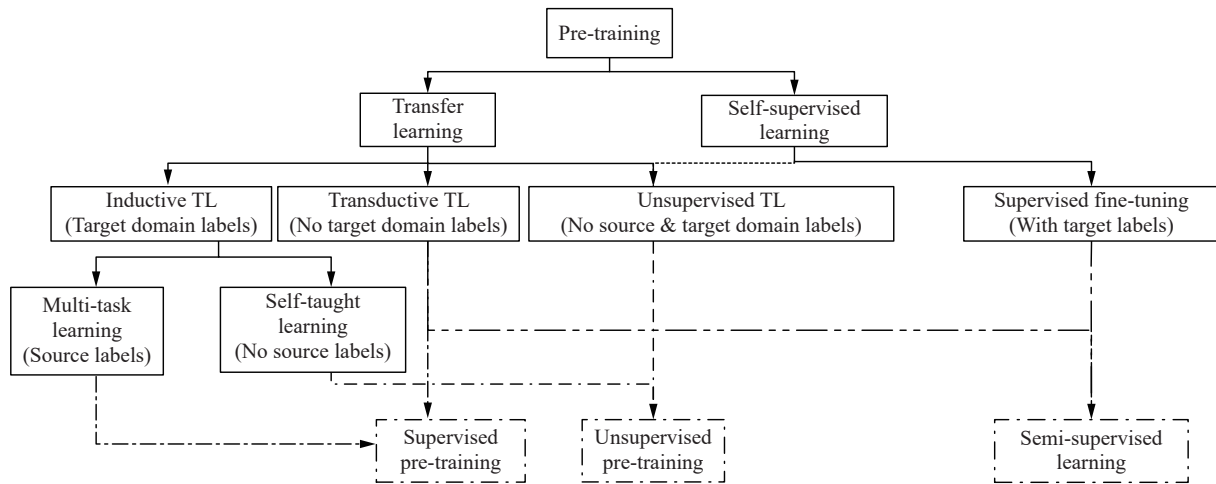 Pre-training
Transfer
learning
Self-supervised
learning
Inductive TL
(Target domain labels)
Transductive TL
(No target domain labels)
Unsupervised TL
(No source & target domain labels)
Supervised fine-tuning
(With target labels)
Multi-task
learning
(Source labels)
Self-taught
learning
(No source labels)
Supervised
pre-training
Unsupervised
pre-training
Semi-supervised
learning